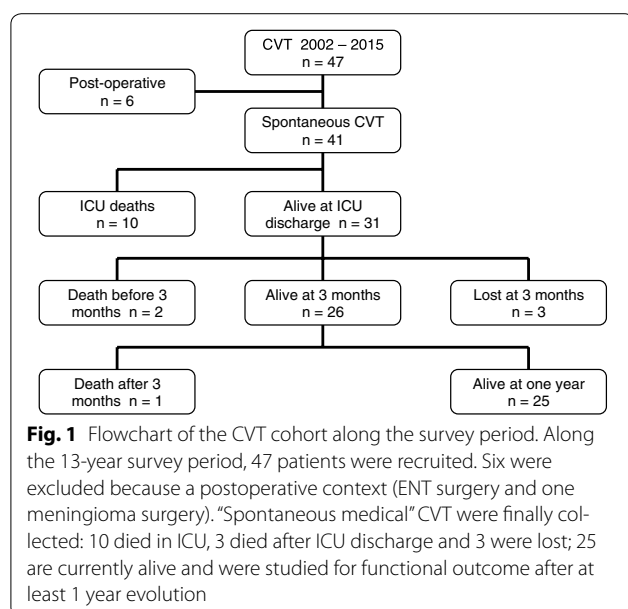 CVT 2002 – 2015
n = 47
Post-operative
n = 6
Spontaneous CVT
n = 41
ICU deaths
n = 10
Alive at ICU
discharge n = 31
Death before 3
months n = 2
Alive at 3 months
n = 26
Lost at 3 months
n = 3
Death after 3
months n = 1
Alive at one year
n = 25
Fig. 1 Flowchart of the CVT cohort along the survey period. Along
the 13-year survey period, 47 patients were recruited. Six were
excluded because a postoperative context (ENT surgery and one
meningioma surgery). “Spontaneous medical” CVT were finally col-
lected: 10 died in ICU, 3 died after ICU discharge and 3 were lost; 25
are currently alive and were studied for functional outcome after at
least 1 year evolution